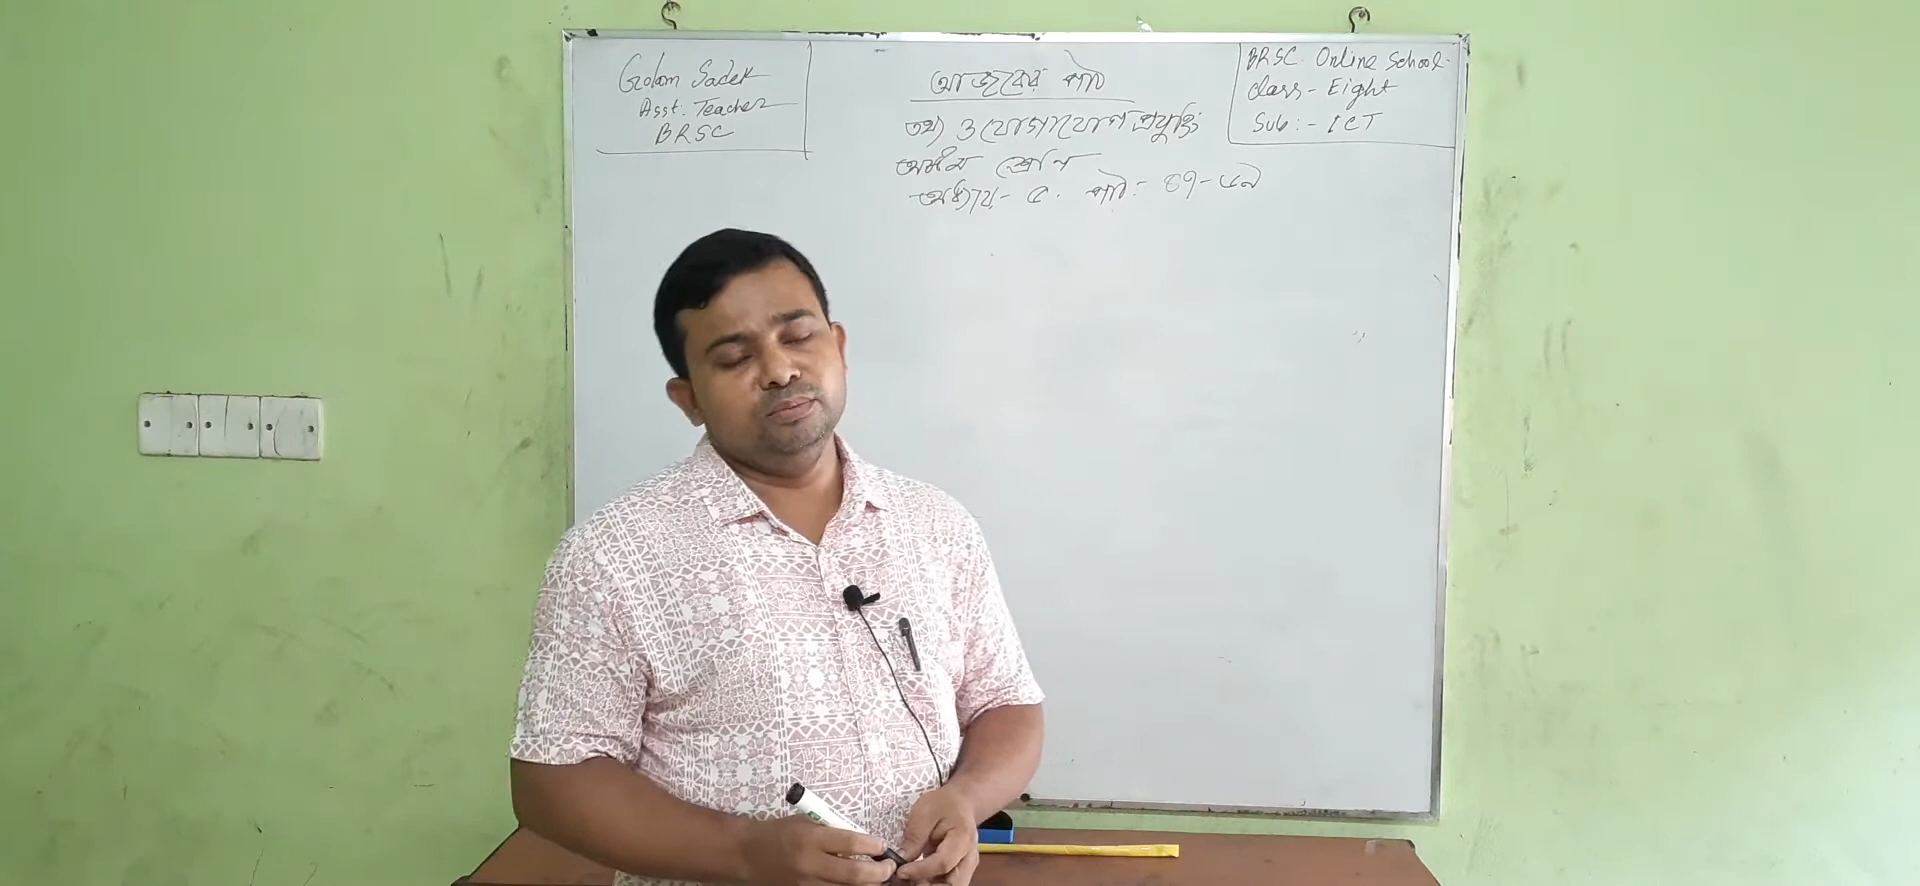 Golam Sadek
Asst. Teacher
BRSC
আজকের পাঠ
তথ্য ও যোগাযোগ প্রযুক্তি
অষ্টম শ্রেণি
অধ্যায়- ৫. পাঠ:- ৪৭-
BRSC. Online School.
Class- Eight
Sub:- ICT